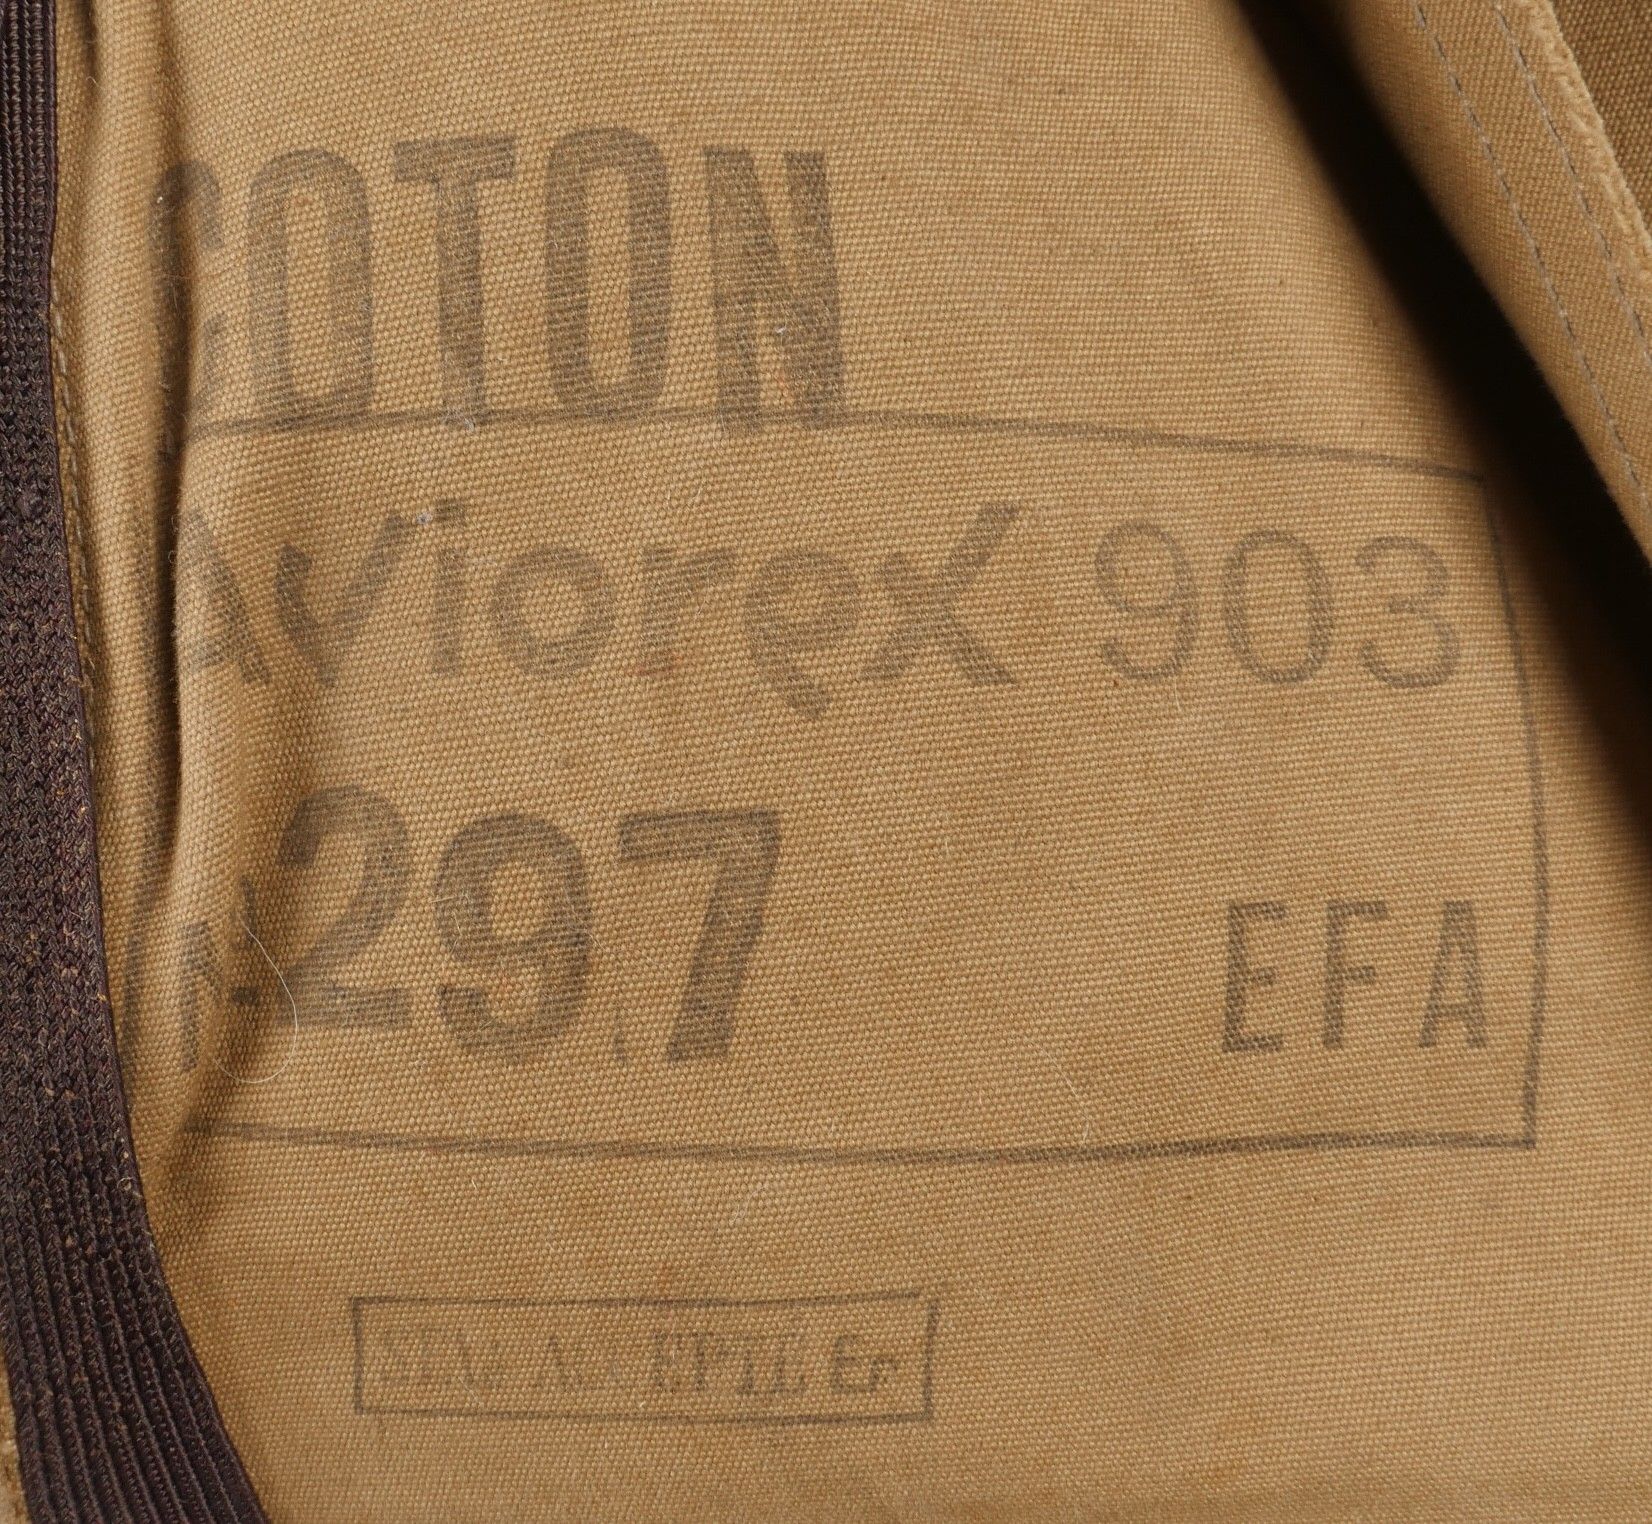 COTON
Aviorex 903
N 297
EFA